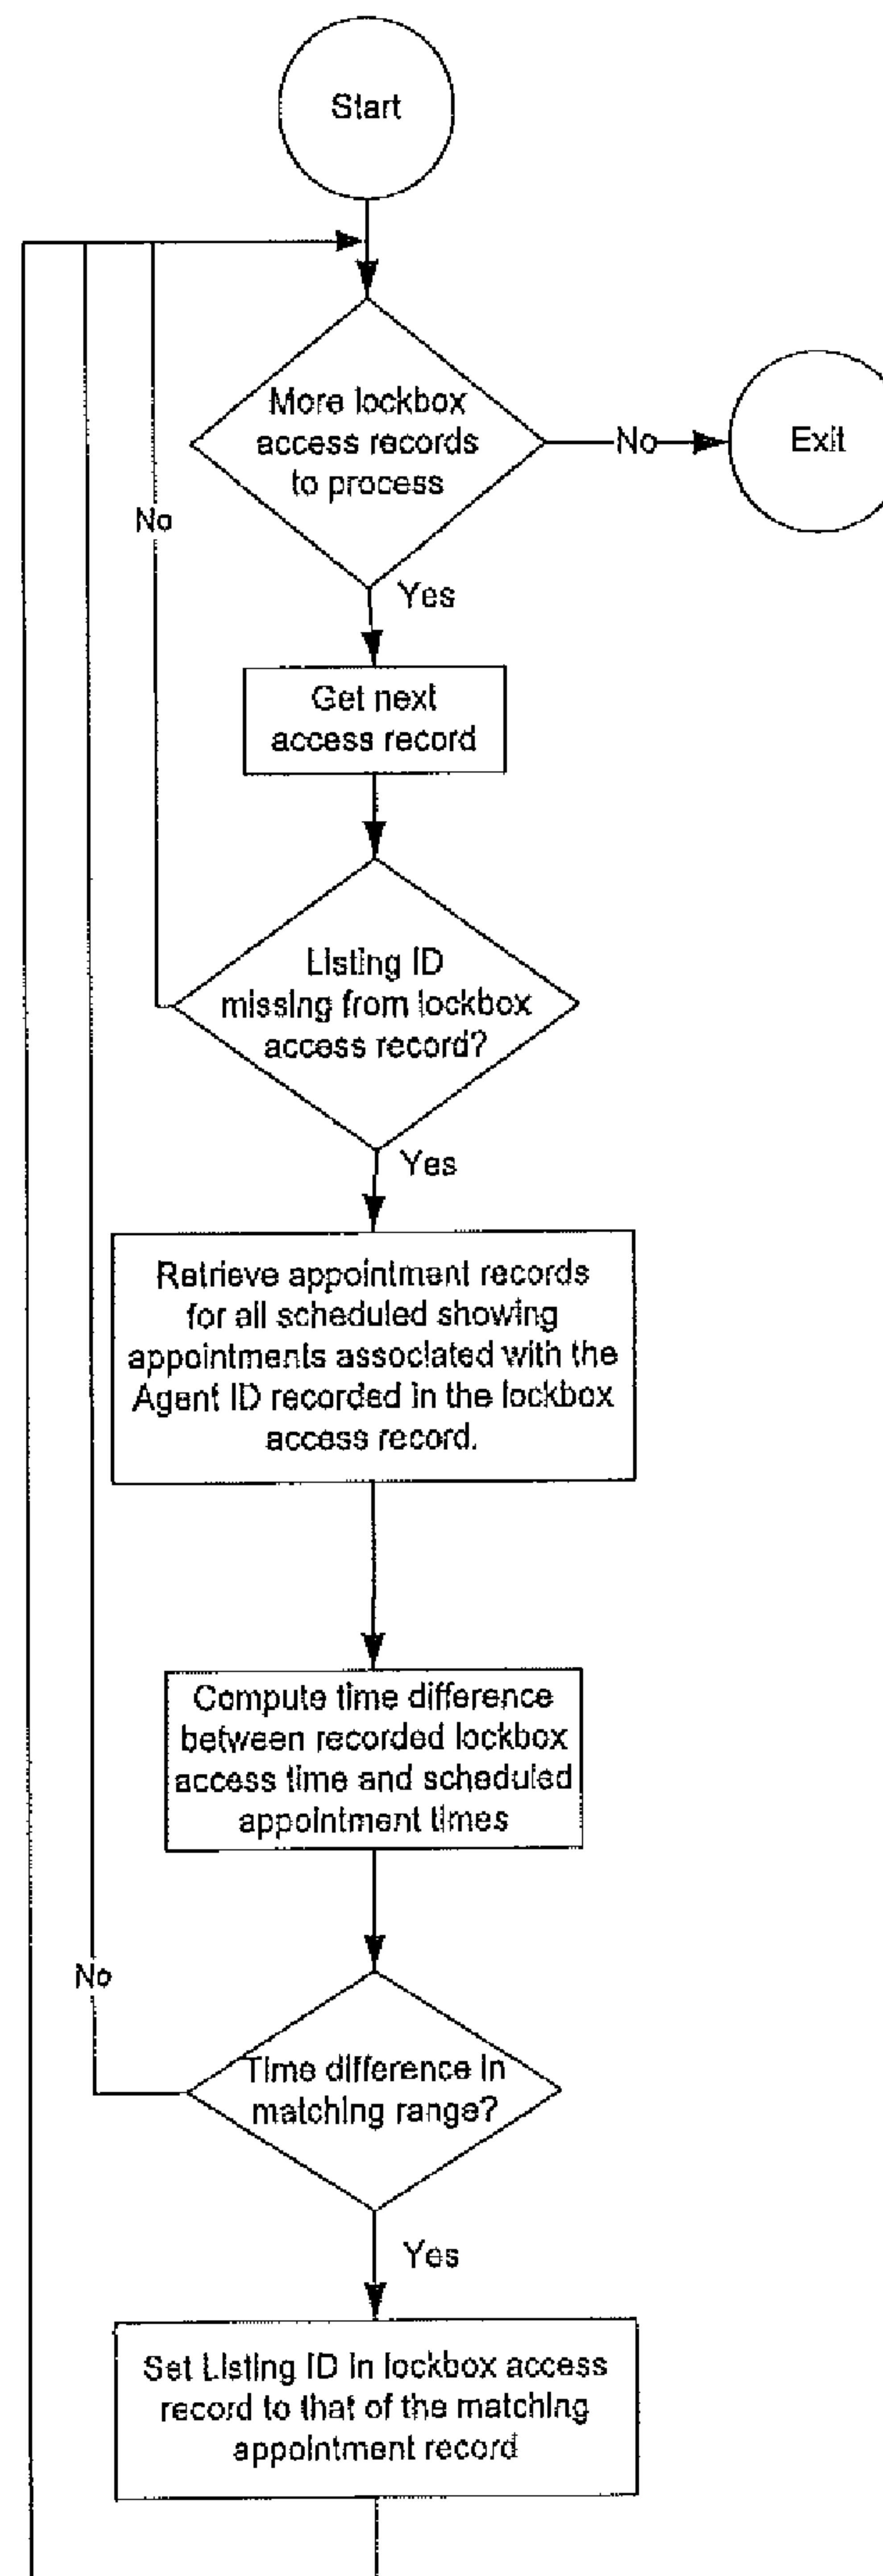 Start
More lockbox
access records
to process
No
Exit
No
Yes
Get next
access record
Listing ID
missing from lockbox
access record?
Yes
Retrieve appointment records
for all scheduled showing
appointments associated with the
Agent ID recorded in the lockbox
access record.
Compute time difference
between recorded lockbox
access time and scheduled
appointment times
No
Time difference in
matching range?
Yes
Set Listing ID in lockbox access
record to that of the matching
appointment record